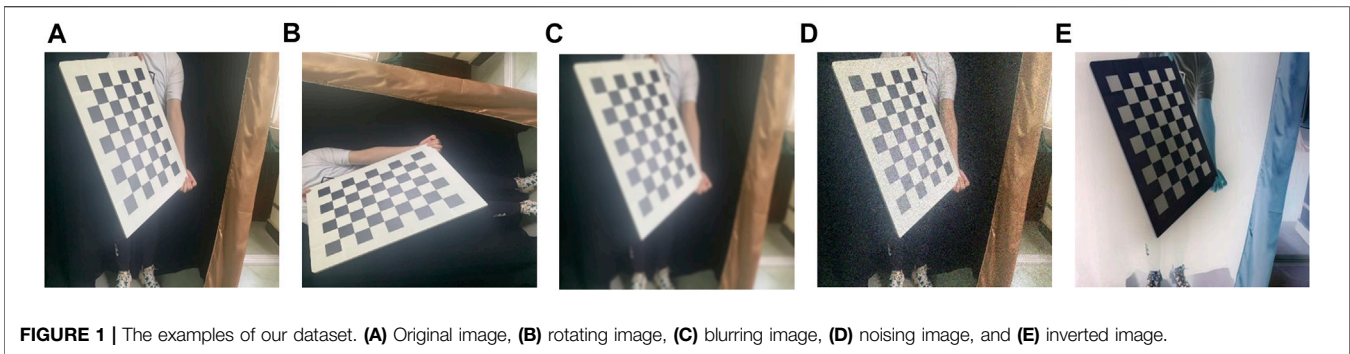 A B C D E
FIGURE 1 | The examples of our dataset. (A) Original image, (B) rotating image, (C) blurring image, (D) noising image, and (E) inverted image.